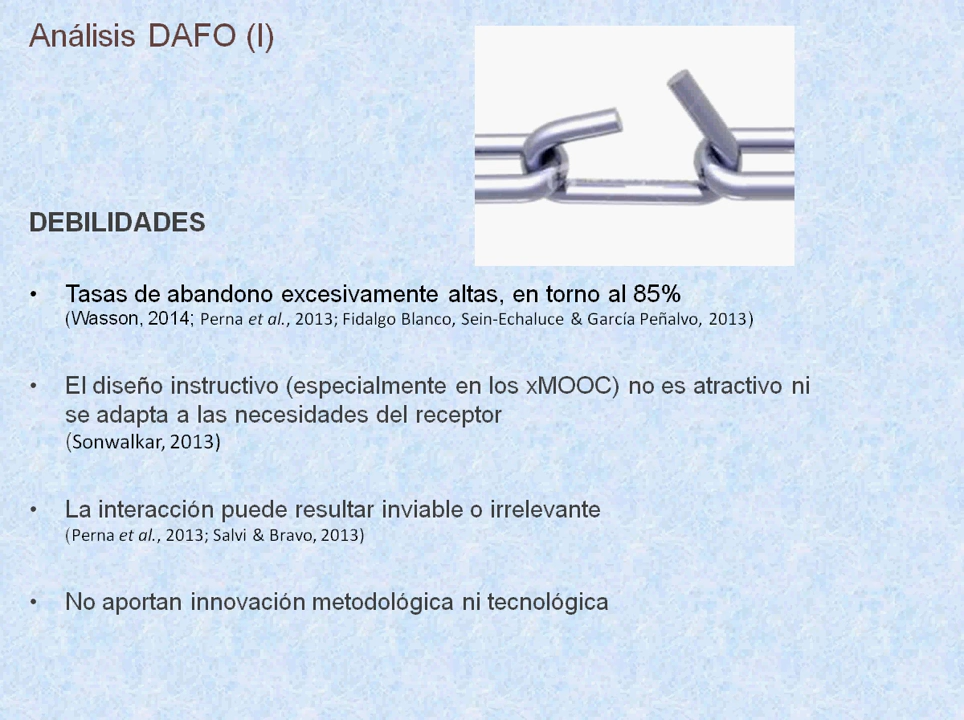 Análisis DAFO (I)
DEBILIDADES
• Tasas de abandono excesivamente altas, en torno al 85%
(Wasson, 2014; Perna et al., 2013; Fidalgo Blanco, Sein-Echaluce & García Peñalvo, 2013)
• El diseño instructivo (especialmente en los xMOOC) no es atractivo ni
se adapta a las necesidades del receptor
(Sonwalkar, 2013)
• La interacción puede resultar inviable o irrelevante
(Perna et al., 2013; Salvi & Bravo, 2013)
• No aportan innovación metodológica ni tecnológica